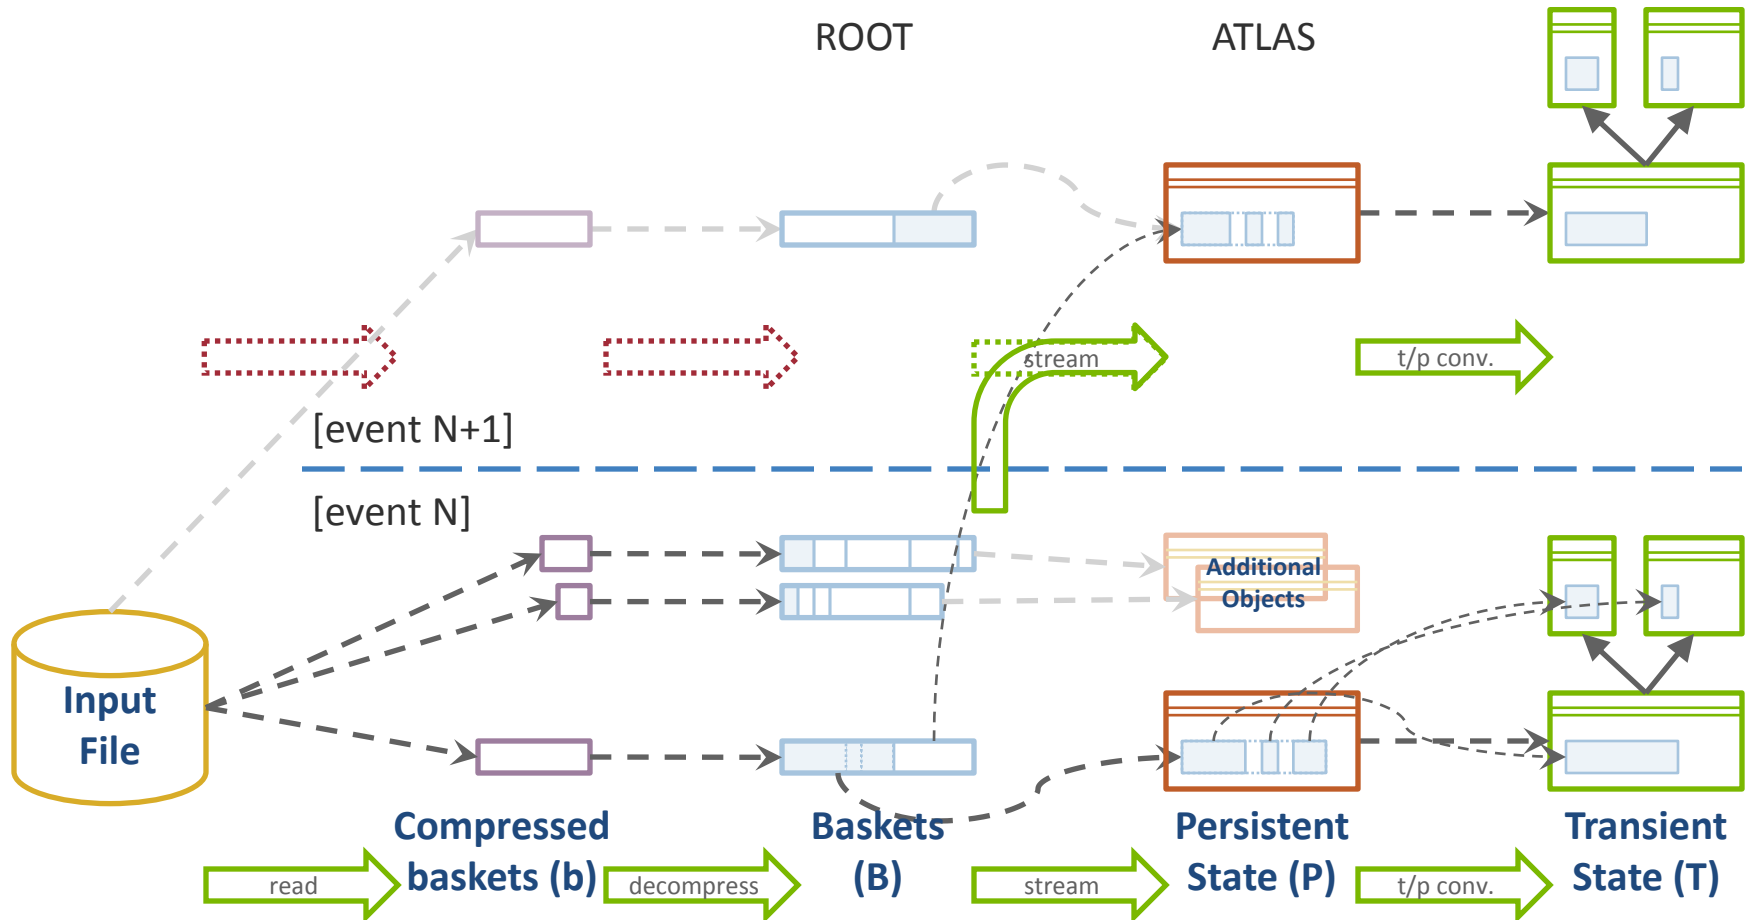 ROOT
ATLAS
stream
t/p conv.
[event N+1]
[event N]
Additional
Objects
Input
File
Compressed
baskets (b)
Baskets
(B)
Persistent
State (P)
Transient
State (T)
read
decompress
stream
t/p conv.